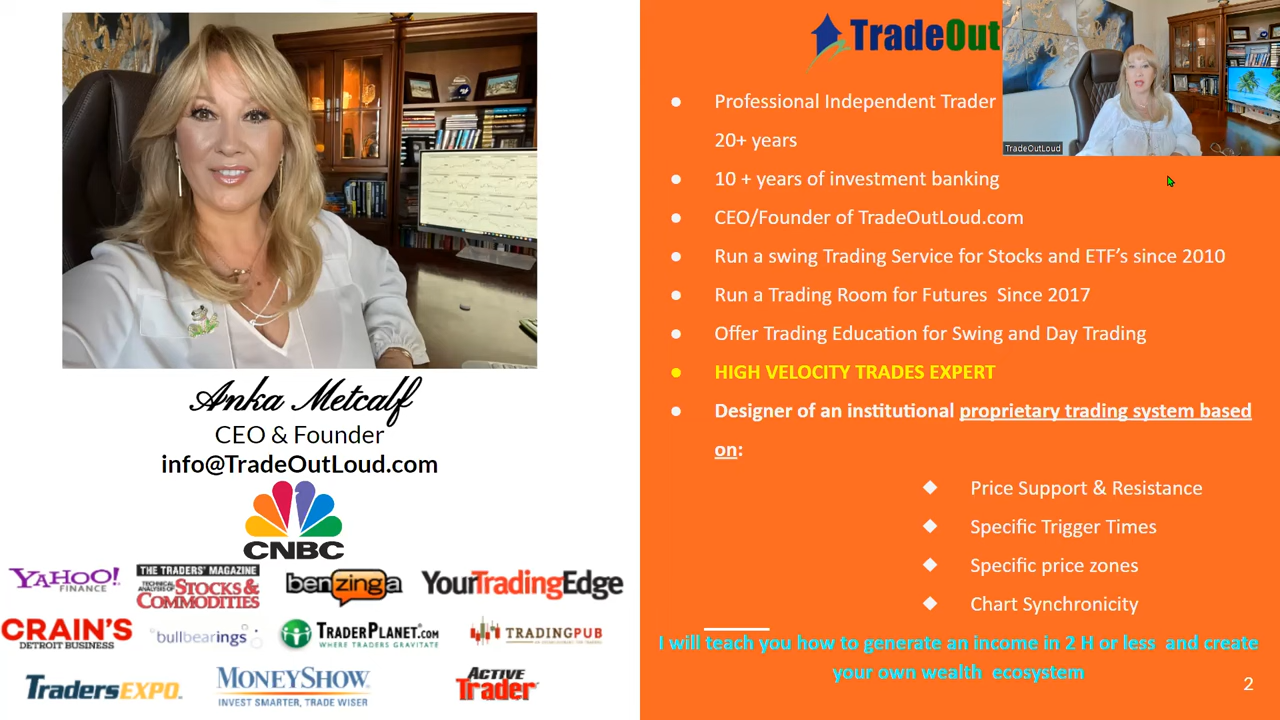 Anka Metcalf
CEO & Founder
info@TradeOutLoud.com
CNBC
YAHOO!
FINANCE
THE TRADERS' MAGAZINE
TECHNICAL ANALYSIS OF STOCKS & COMMODITIES
benzinga
YourTradingEdge
CRAIN'S
DETROIT BUSINESS
bullbearings
TRADERPLANET.COM
WHERE TRADERS GRAVITATE
TRADINGPUB
TradersEXPO.
MONEYSHOW
INVEST SMARTER, TRADE WISER
ACTIVE
Trader
TradeOut
TradeOutLoud
● Professional Independent Trader
20+ years
● 10 + years of investment banking
● CEO/Founder of TradeOutLoud.com
● Run a swing Trading Service for Stocks and ETF’s since 2010
● Run a Trading Room for Futures  Since 2017
● Offer Trading Education for Swing and Day Trading
● HIGH VELOCITY TRADES EXPERT
● Designer of an institutional proprietary trading system based
on:
◆ Price Support & Resistance
◆ Specific Trigger Times
◆ Specific price zones
◆ Chart Synchronicity
I will teach you how to generate an income in 2 H or less  and create
your own wealth  ecosystem
2